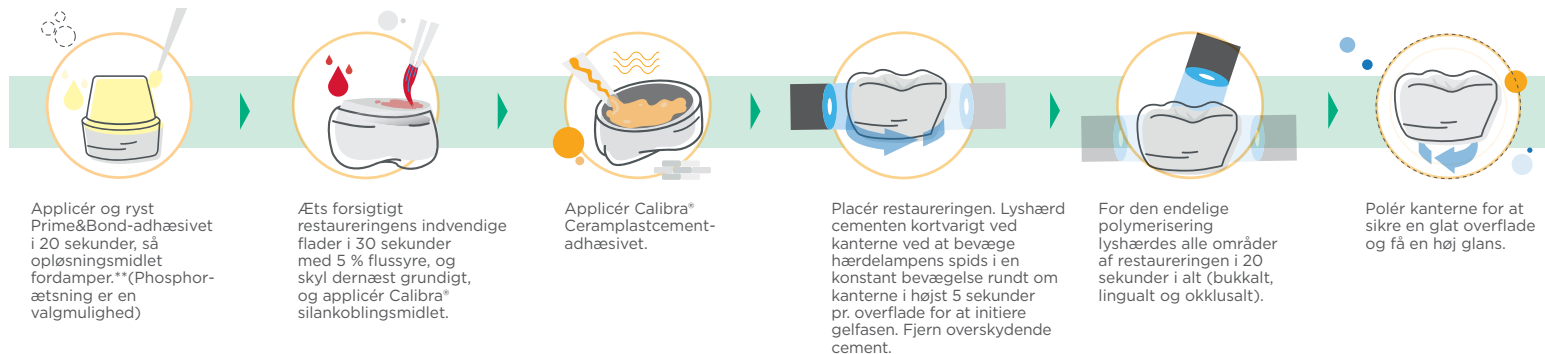 Applicér og ryst
Prime&Bond-adhæsivet
i 20 sekunder, så
opløsningsmidlet
fordamper.**(Phosphor-
ætsning er en
valgmulighed)
Æts forsigtigt
restaureringens indvendige
flader i 30 sekunder
med 5 % flussyre, og
skyl dernæst grundigt,
og applicér Calibra®
silankoblingsmidlet.
Applicér Calibra®
Ceramplastcement-
adhæsivet.
Placér restaureringen. Lyshærd
cementen kortvarigt ved
kanterne ved at bevæge
hærdelampens spids i en
konstant bevægelse rundt om
kanterne i højst 5 sekunder
pr. overflade for at initiere
gelfasen. Fjern overskydende
cement.
For den endelige
polymerisering
lyshærdes alle områder
af restaureringen i 20
sekunder i alt (bukkalt,
lingualt og okklusalt).
Polér kanterne for at
sikre en glat overflade
og få en høj glans.